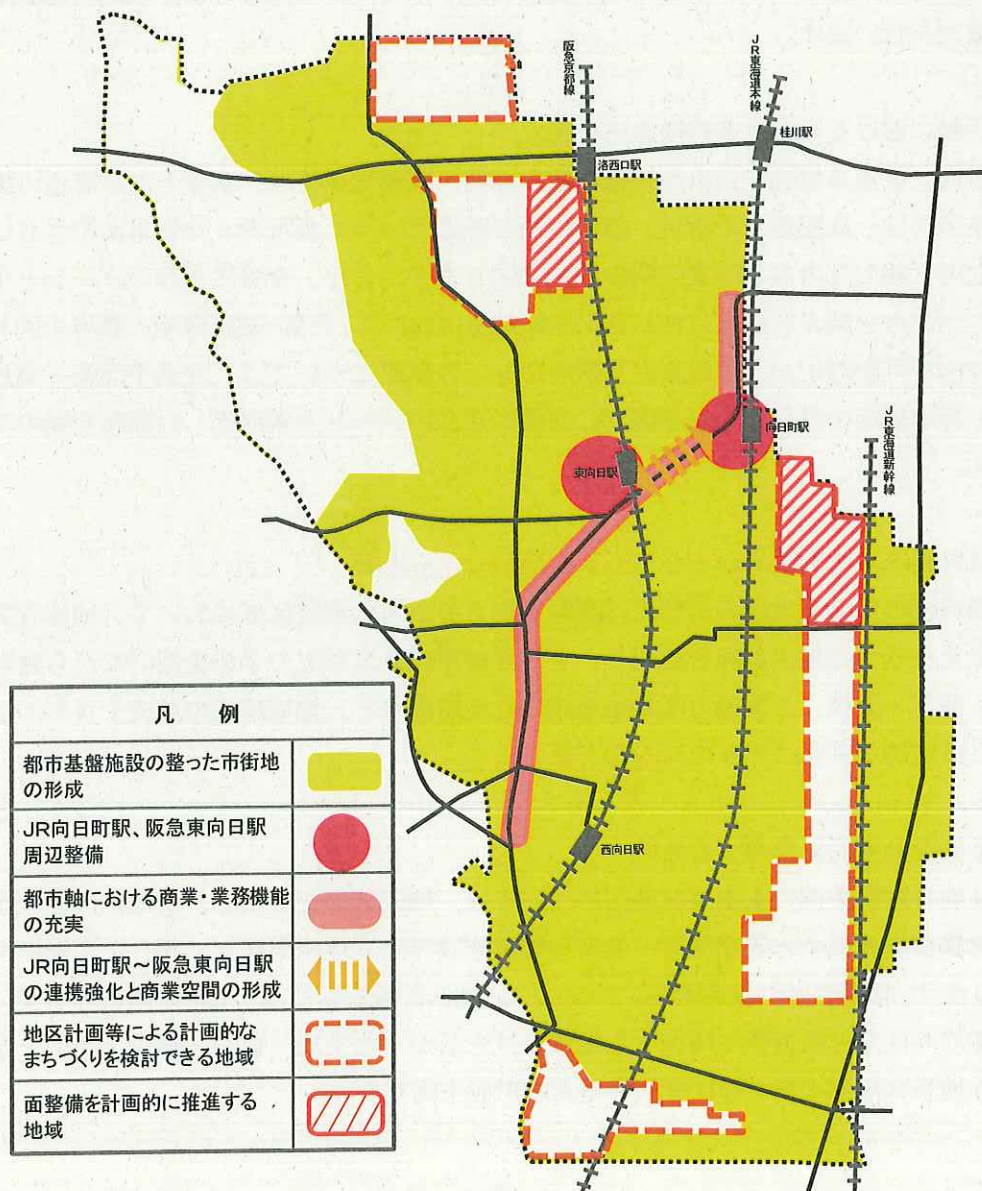 阪急京都線
JR東海道本線
桂川駅
洛西口駅
向日町駅
東向日駅
JR東海道新幹線
西向日駅
凡 例
都市基盤施設の整った市街地
の形成
JR向日町駅、阪急東向日駅
周辺整備
都市軸における商業・業務機能
の充実
JR向日町駅～阪急東向日駅
の連携強化と商業空間の形成
地区計画等による計画的な
まちづくりを検討できる地域
面整備を計画的に推進する
地域